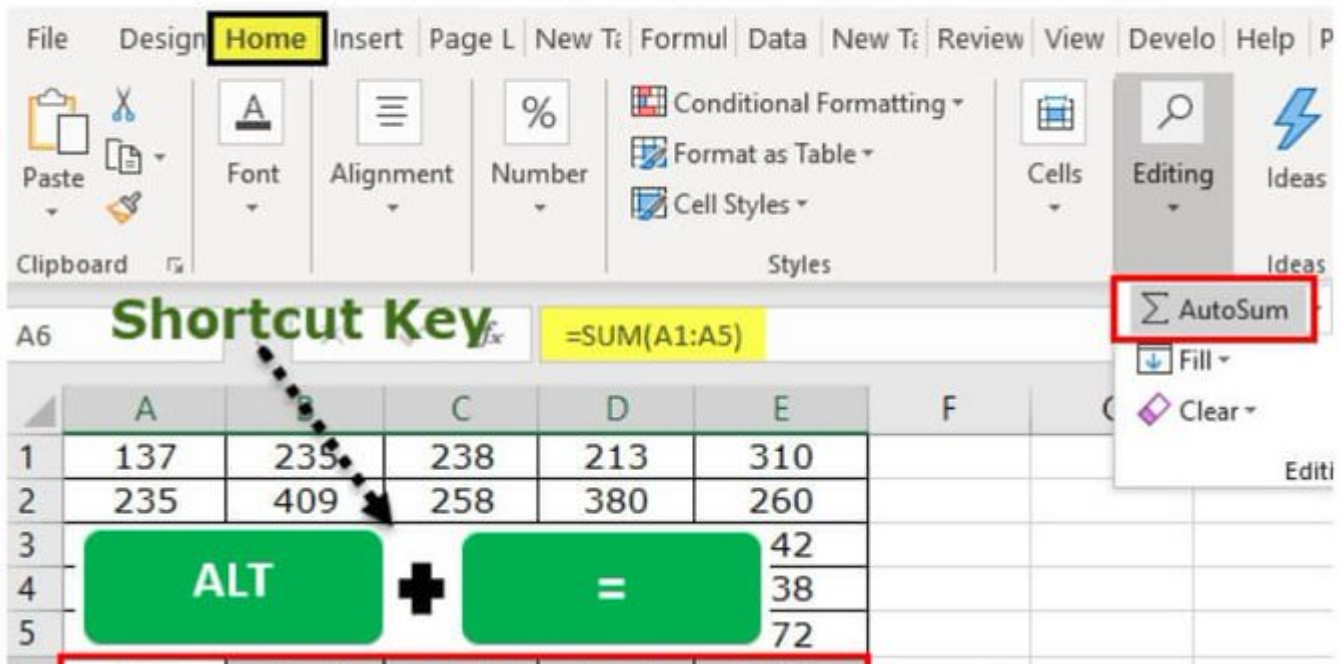 File Design Home Insert Page L New Ta Formul Data New Ta Review View Develo Help P
Conditional Formatting
Format as Table
Cell Styles
Paste Font Alignment Number Cells Editing Ideas
Clipboard Styles Ideas
Shortcut Key
Σ AutoSum
A6 fx =SUM(A1:A5)
Fill
Clear
A B C D E F
Editi
1 137 235 238 213 310
2 235 409 258 380 260
3 42
4 38
5 72
ALT + =